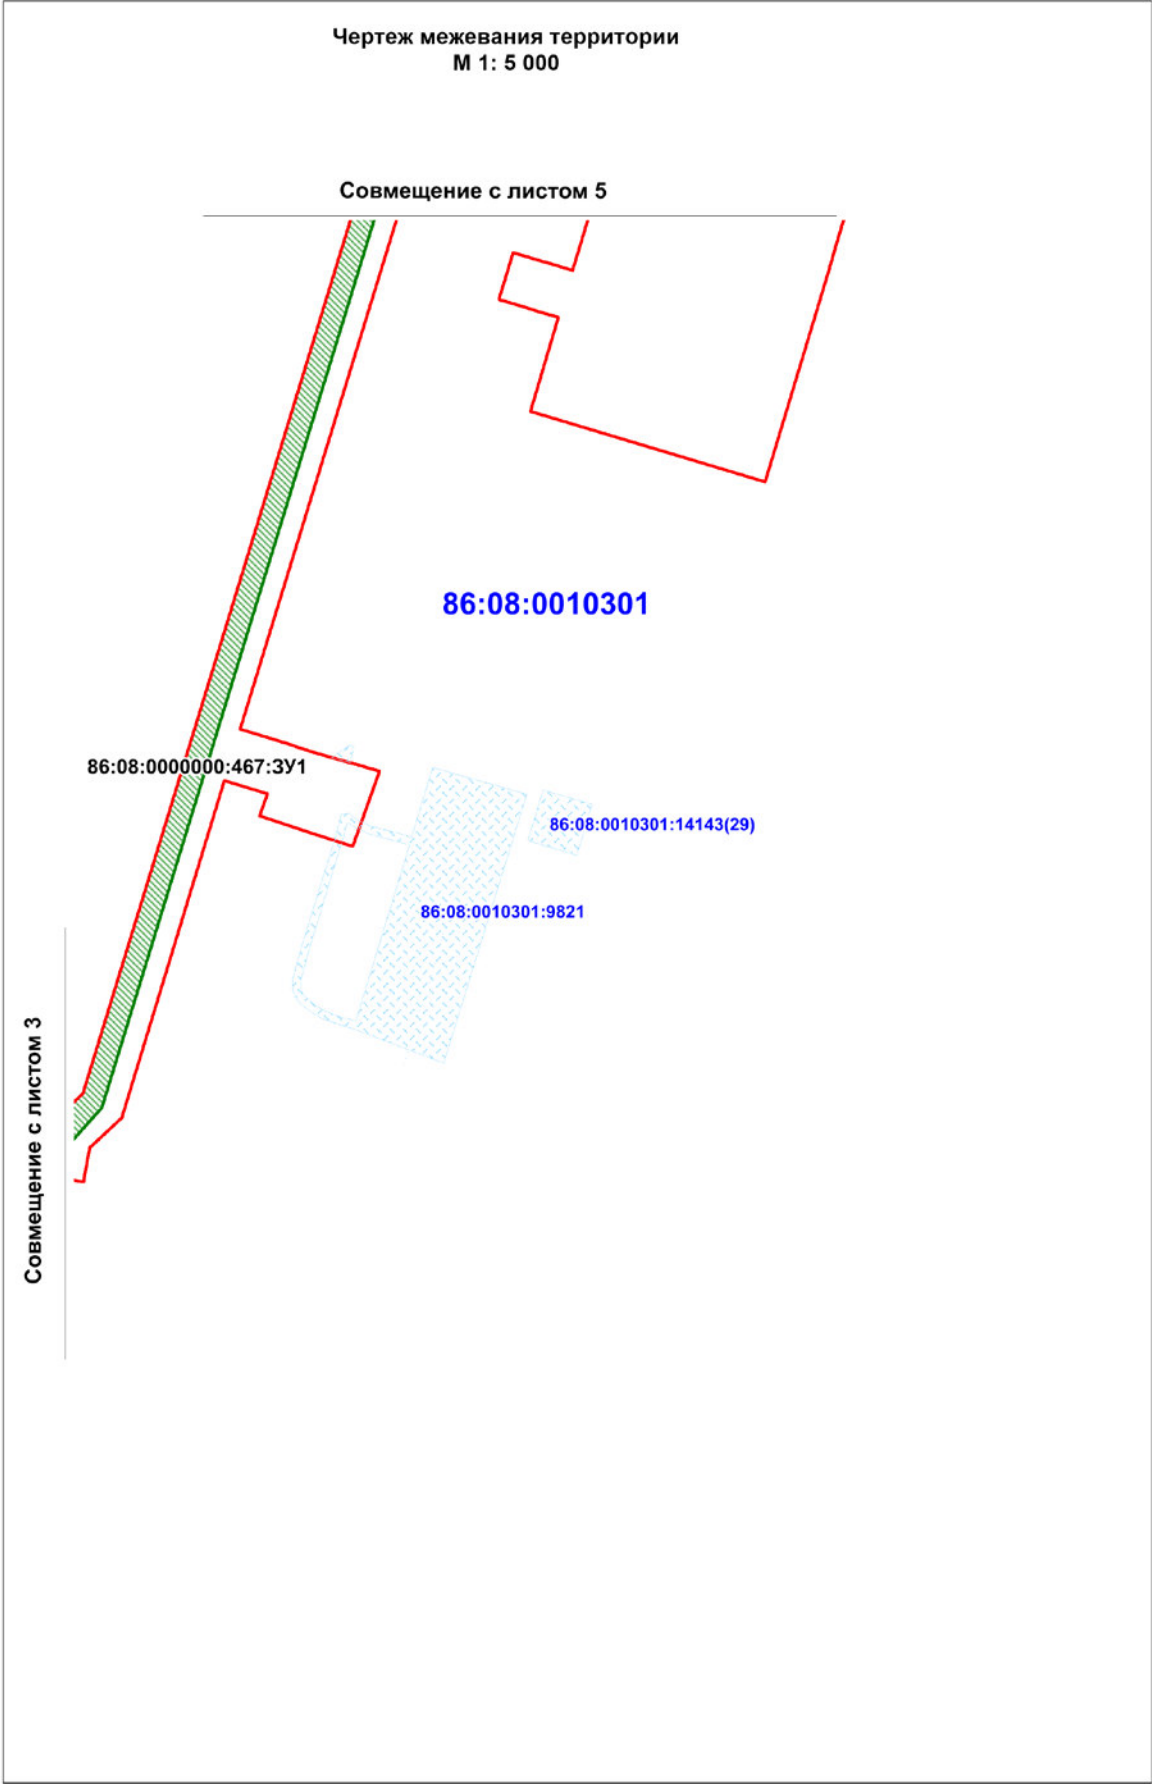 Чертеж межевания территории
М 1: 5 000
Совмещение с листом 5
86:08:0010301
86:08:0000000:467:ЗУ1
86:08:0010301:14143(29)
86:08:0010301:9821
Совмещение с листом 3